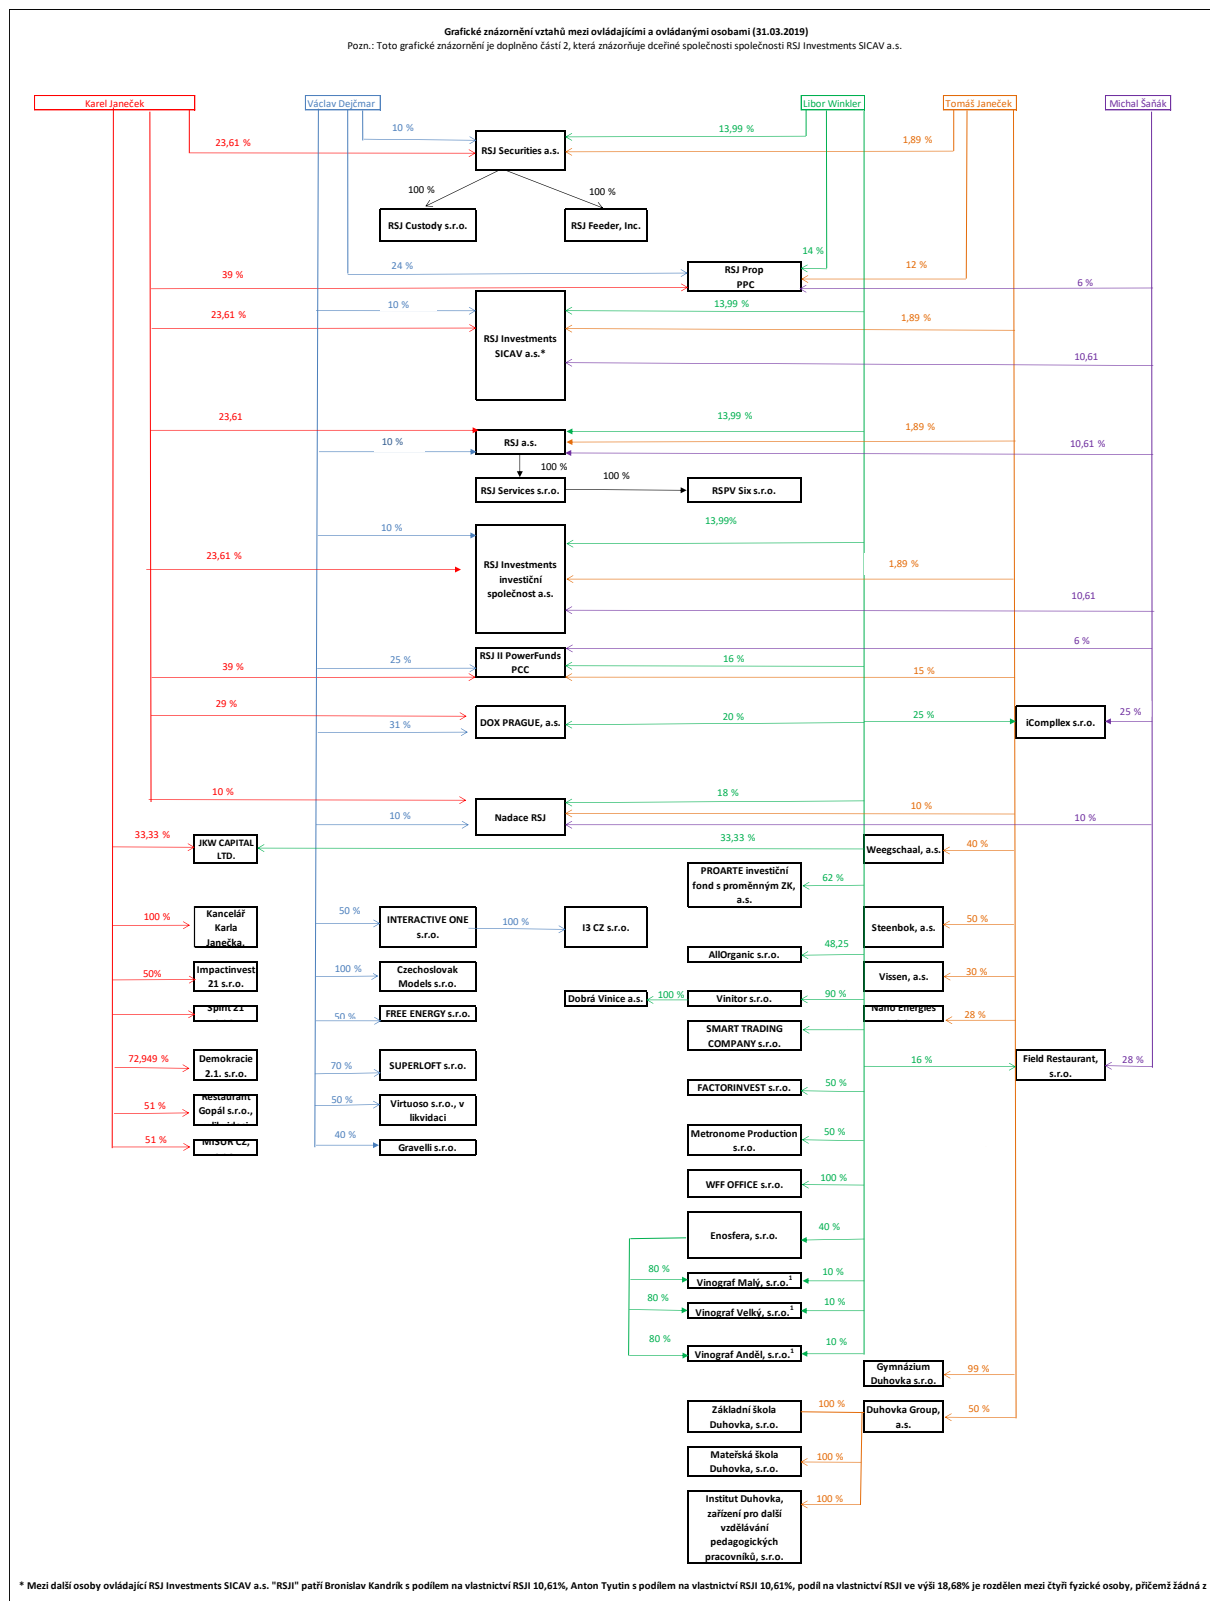 Grafické znázornění vztahů mezi ovládajícími a ovládanými osobami (31.03.2019)
Pozn.: Toto grafické znázornění je doplněno částí 2, která znázorňuje dceřiné společnosti společnosti RSJ Investments SICAV a.s.
Karel Janeček
Václav Dejčmar
Libor Winkler
Tomáš Janeček
Michal Šaňák
10 %
13,99 %
23,61 %
1,89 %
RSJ Securities a.s.
100 %
100 %
RSJ Custody s.r.o.
RSJ Feeder, Inc.
14 %
39 %
24 %
RSJ Prop
PPC
12 %
6 %
10 %
13,99 %
23,61 %
1,89 %
RSJ Investments
SICAV a.s.*
10,61
23,61
13,99 %
1,89 %
10 %
RSJ a.s.
10,61 %
100 %
100 %
RSJ Services s.r.o.
RSPV Six s.r.o.
10 %
13,99%
23,61 %
1,89 %
RSJ Investments
investiční
společnost a.s.
10,61
6 %
39 %
25 %
RSJ II PowerFunds
PCC
16 %
15 %
29 %
31 %
DOX PRAGUE, a.s.
20 %
25 %
iCompllex s.r.o.
25 %
10 %
18 %
10 %
10 %
Nadace RSJ
10 %
33,33 %
JKW CAPITAL
LTD.
33,33 %
Weegschaal, a.s.
40 %
PROARTE investiční
fond s proměnným ZK,
a.s.
62 %
100 %
Kancelář
Karla
Janečka,
50 %
INTERACTIVE ONE
s.r.o.
100 %
I3 CZ s.r.o.
Steenbok, a.s.
50 %
AllOrganic s.r.o.
48,25
50%
Impactinvest
21 s.r.o.
100 %
Czechoslovak
Models s.r.o.
Vissen, a.s.
30 %
Dobrá Vinice a.s.
100 %
Vinitor s.r.o.
90 %
Spirit 21
50 %
FREE ENERGY s.r.o.
Nano Energies
28 %
SMART TRADING
COMPANY s.r.o.
72,949 %
Demokracie
2.1. s.r.o.
70 %
SUPERLOFT s.r.o.
16 %
Field Restaurant,
s.r.o.
28 %
FACTORINVEST s.r.o.
50 %
51 %
Restaurant
Gopál s.r.o.,
50 %
Virtuoso s.r.o., v
likvidaci
51 %
MISUR CZ,
40 %
Gravelli s.r.o.
Metronome Production
s.r.o.
50 %
WFF OFFICE s.r.o.
100 %
Enosfera, s.r.o.
40 %
80 %
Vinograf Malý, s.r.o.1
10 %
80 %
Vinograf Velký, s.r.o.1
10 %
80 %
Vinograf Anděl, s.r.o.1
10 %
Gymnázium
Duhovka s.r.o.
99 %
Základní škola
Duhovka, s.r.o.
100 %
Duhovka Group,
a.s.
50 %
Mateřská škola
Duhovka, s.r.o.
100 %
Institut Duhovka,
zařízení pro další
vzdělávání
pedagogických
pracovníků, s.r.o.
100 %
* Mezi další osoby ovládající RSJ Investments SICAV a.s. "RSJI" patří Bronislav Kandrík s podílem na vlastnictví RSJI 10,61%, Anton Tyutin s podílem na vlastnictví RSJI 10,61%, podíl na vlastnictví RSJI ve výši 18,68% je rozdělen mezi čtyři fyzické osoby, přičemž žádná z